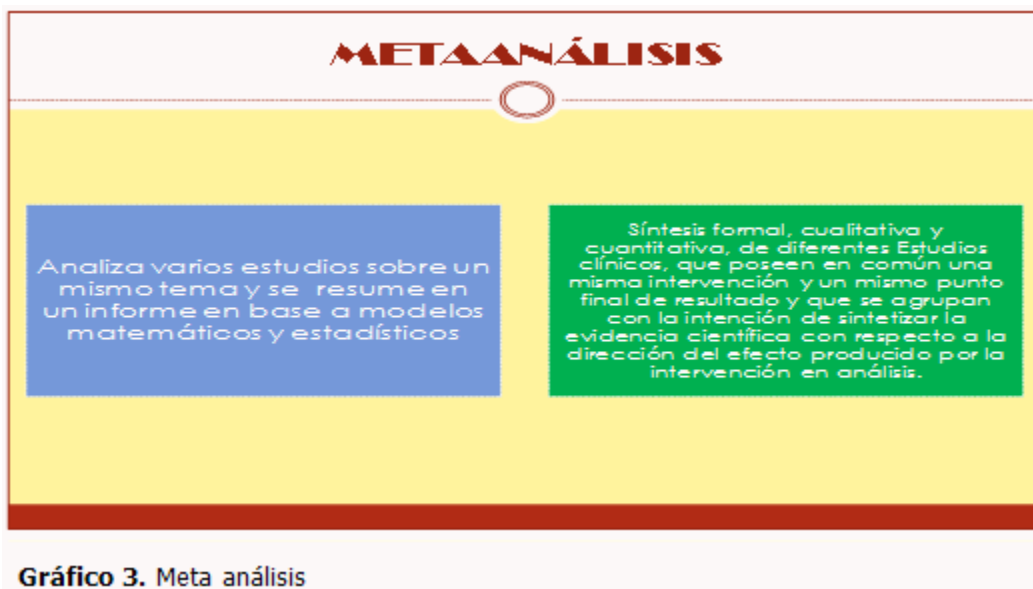 METAANÁLISIS
Analiza varios estudios sobre un
mismo tema y se resume en
un informe en base a modelos
matemáticos y estadísticos
Síntesis formal, cualitativa y
cuantitativa, de diferentes Estudios
clínicos, que poseen en común una
misma intervención y un mismo punto
final de resultado y que se agrupan
con la intención de sintetizar la
evidencia científica con respecto a la
dirección del efecto producido por la
intervención en análisis.
Gráfico 3. Meta análisis